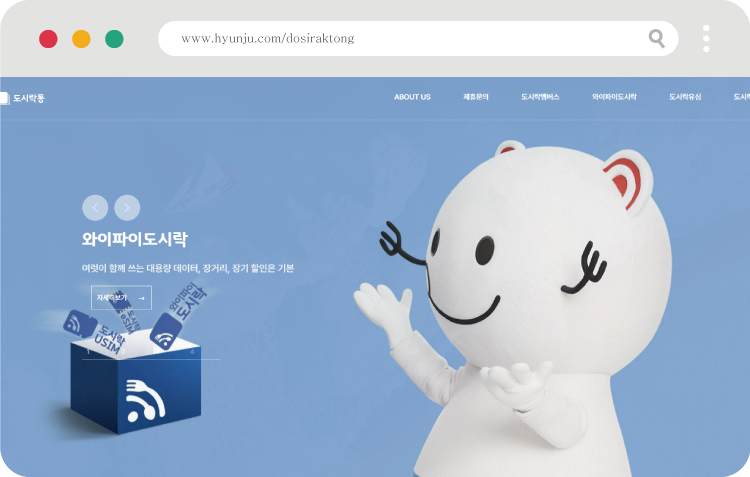 www.hyunju.com/dosiraktong
도시락통
ABOUT US
제휴문의
도시락멤버스
와이파이도시락
도시락유심
와이파이도시락
여럿이 함께 쓰는 대용량 데이터, 장거리, 장기 할인은 기본
자세히보기
와이파이
도시락
도시락
eSIM
도시락
USIM
1
4